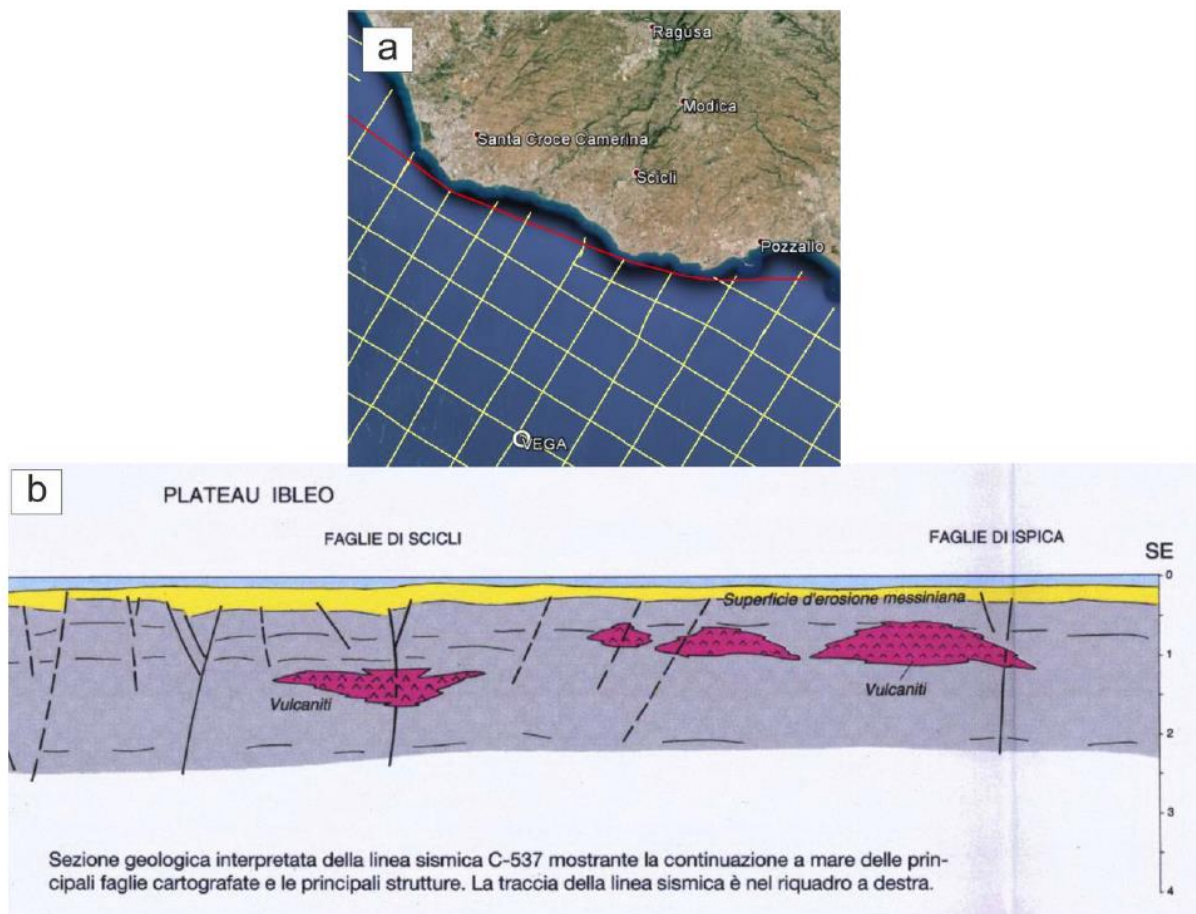 a
Ragusa
Modica
Santa Croce Camerina
Scicli
Pozzallo
VEGA
b
PLATEAU IBLEO
FAGLIE DI SCICLI
FAGLIE DI ISPICA
SE
0
Superficie d'erosione messiniana
1
Vulcaniti
Vulcaniti
2
3
Sezione geologica interpretata della linea sismica C-537 mostrante la continuazione a mare delle prin-
cipali faglie cartografate e le principali strutture. La traccia della linea sismica è nel riquadro a destra.
4